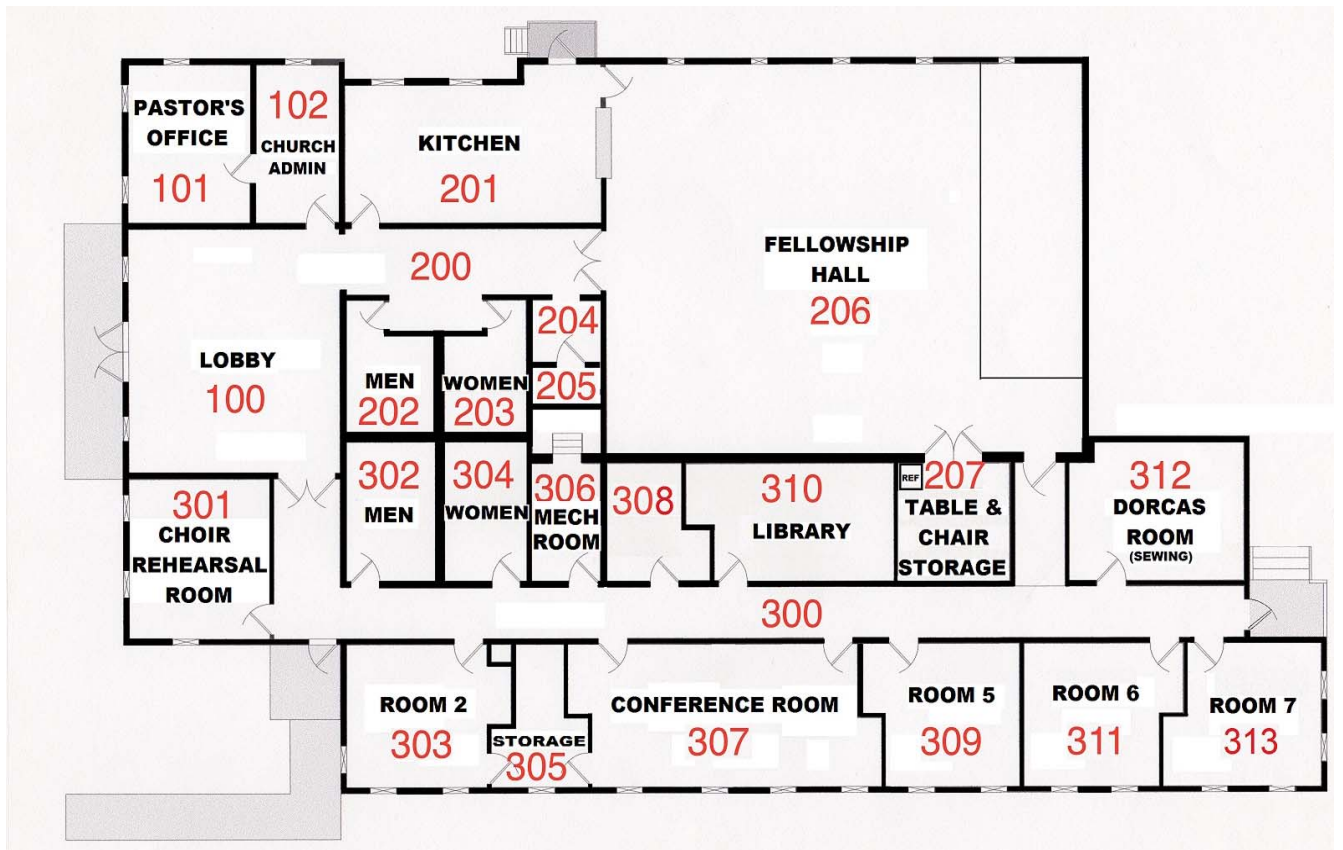 PASTOR'S
OFFICE
101
102
CHURCH
ADMIN
KITCHEN
201
200
FELLOWSHIP
HALL
206
LOBBY
100
MEN
202
WOMEN
203
204
205
301
CHOIR
REHEARSAL
ROOM
302
MEN
304
WOMEN
306
MECH
ROOM
308
310
LIBRARY
REF
207
TABLE &
CHAIR
STORAGE
312
DORCAS
ROOM
(SEWING)
300
ROOM 2
303
STORAGE
305
CONFERENCE ROOM
307
ROOM 5
309
ROOM 6
311
ROOM 7
313